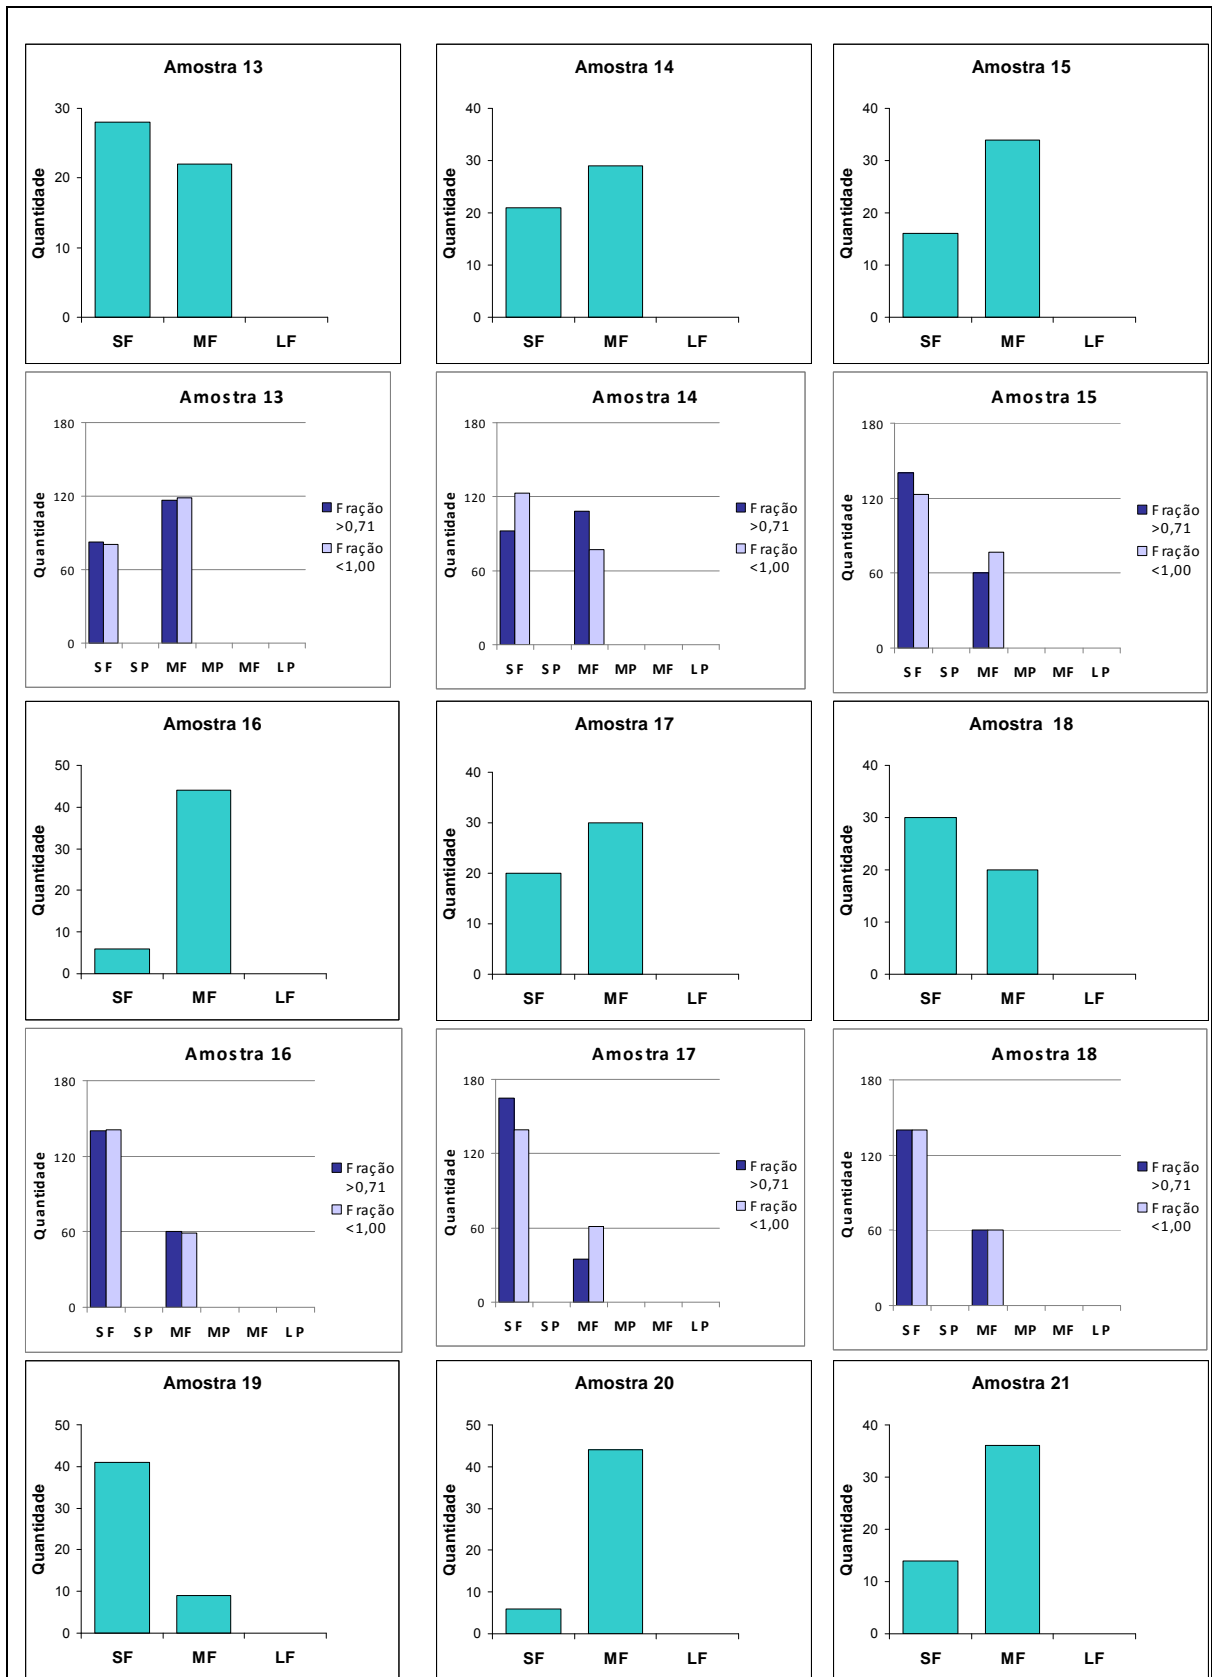 Amostra 13
Quantidade
30
20
10
0
SF MF LF
Amostra 14
Quantidade
40
30
20
10
0
SF MF LF
Amostra 15
Quantidade
40
30
20
10
0
SF MF LF
Amostra 13
Quantidade
180
120
60
0
SF SP MF MP MF LP
Fração
>0,71
Fração
<1,00
Amostra 14
Quantidade
180
120
60
0
SF SP MF MP MF LP
Fração
>0,71
Fração
<1,00
Amostra 15
Quantidade
180
120
60
0
SF SP MF MP MF LP
Fração
>0,71
Fração
<1,00
Amostra 16
Quantidade
50
40
30
20
10
0
SF MF LF
Amostra 17
Quantidade
40
30
20
10
0
SF MF LF
Amostra 18
Quantidade
40
30
20
10
0
SF MF LF
Amostra 16
Quantidade
180
120
60
0
SF SP MF MP MF LP
Fração
>0,71
Fração
<1,00
Amostra 17
Quantidade
180
120
60
0
SF SP MF MP MF LP
Fração
>0,71
Fração
<1,00
Amostra 18
Quantidade
180
120
60
0
SF SP MF MP MF LP
Fração
>0,71
Fração
<1,00
Amostra 19
Quantidade
50
40
30
20
10
0
SF MF LF
Amostra 20
Quantidade
50
40
30
20
10
0
SF MF LF
Amostra 21
Quantidade
40
30
20
10
0
SF MF LF